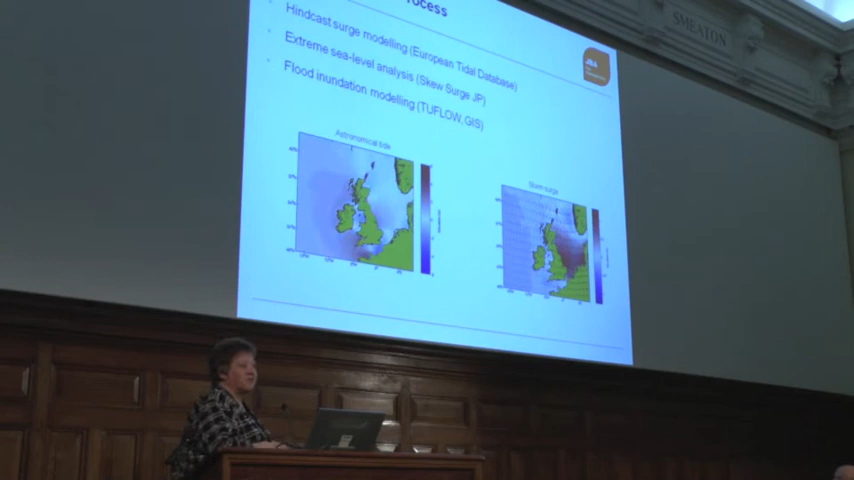 SMEATON
Hindcast surge modelling (European Tidal Database)
Extreme sea-level analysis (Skew Surge JP)
Flood inundation modelling (TUFLOW, GIS)
JBA
Astronomical tide
Storm surge